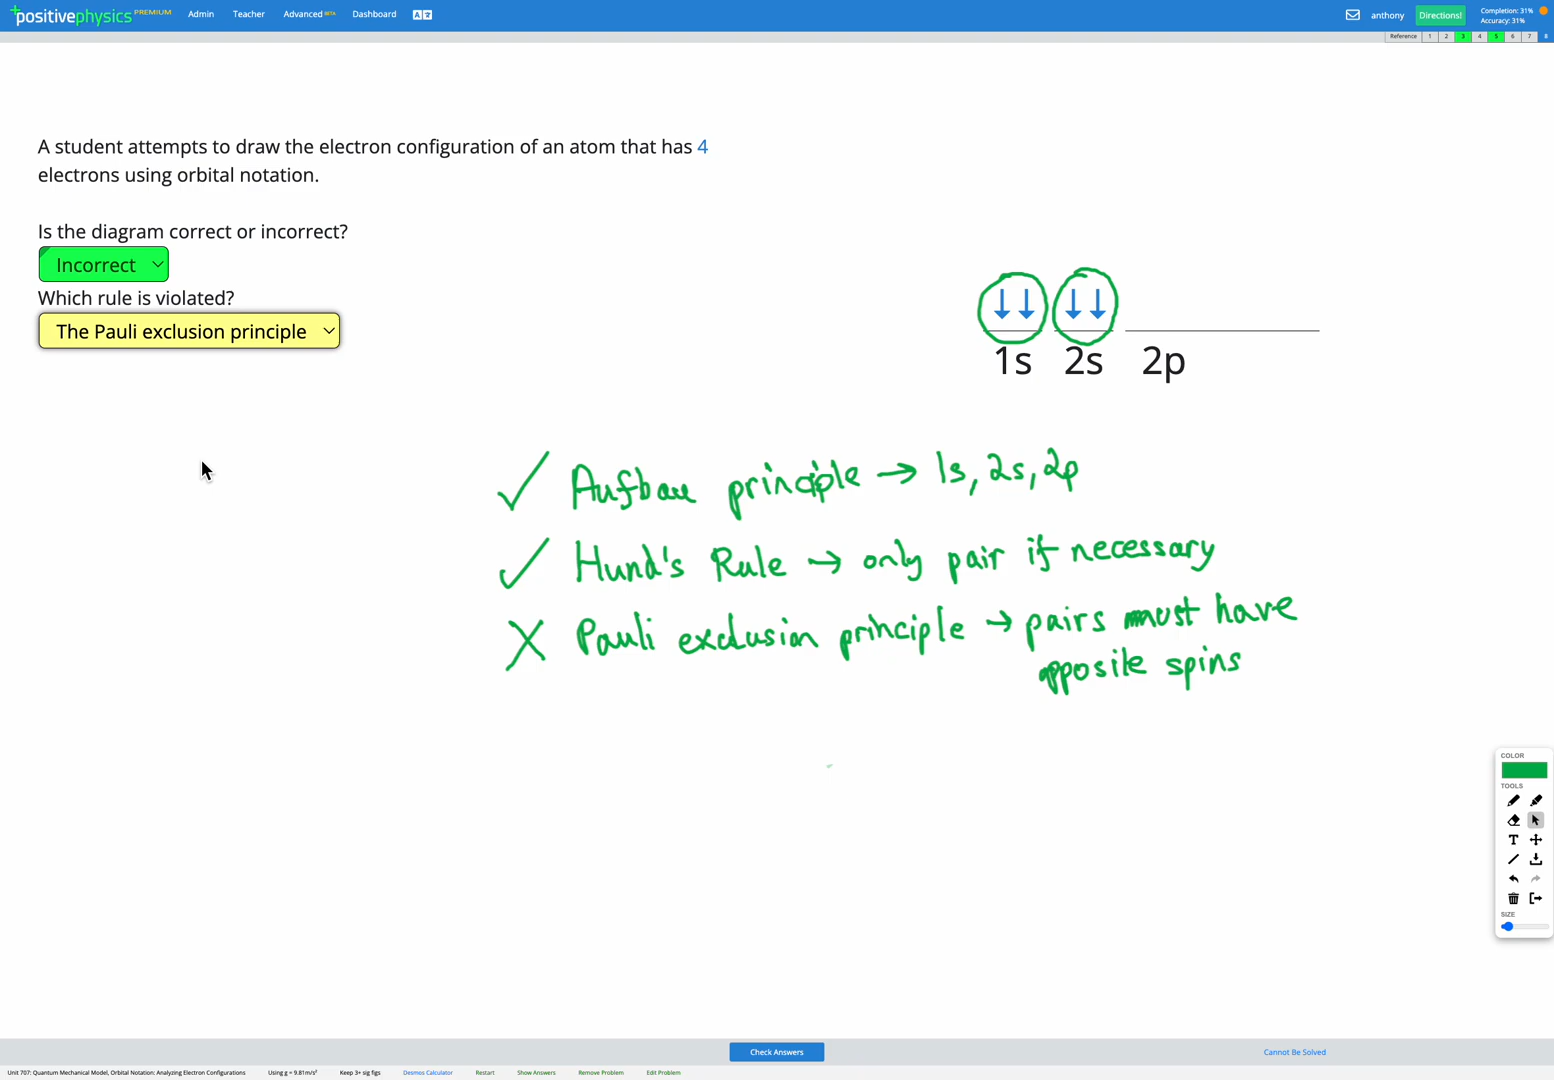 +positivephysics PREMIUM Admin Teacher Advanced BETA Dashboard A anthony Directions! Completion: 31%
Accuracy: 31%
Reference 1 2 3 4 5 6 7 8
A student attempts to draw the electron configuration of an atom that has 4
electrons using orbital notation.
Is the diagram correct or incorrect?
Incorrect
Which rule is violated?
The Pauli exclusion principle
↓↓ ↓↓
1s 2s 2p
✓ Aufbau principle → 1s, 2s, 2p
✓ Hund's Rule → only pair if necessary
X Pauli exclusion principle → pairs must have
opposite spins
COLOR
TOOLS
T
SIZE
Check Answers Cannot Be Solved
Unit 707: Quantum Mechanical Model, Orbital Notation: Analyzing Electron Configurations Using g = 9.81m/s² Keep 3+ sig figs Desmos Calculator Restart Show Answers Remove Problem Edit Problem